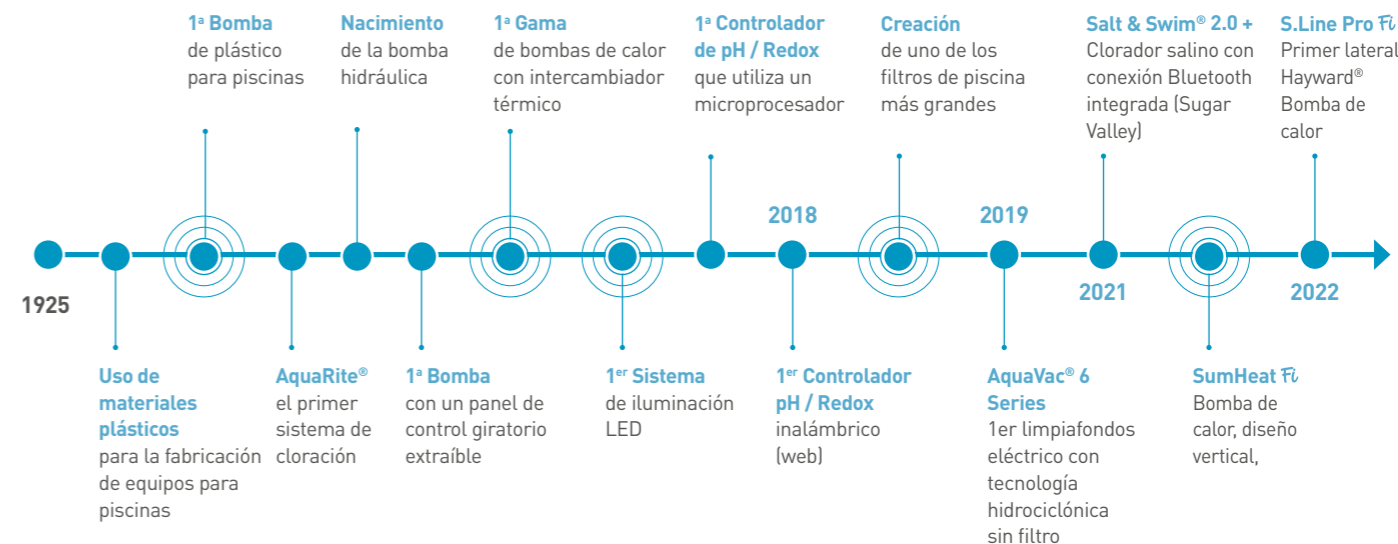 1ª Bomba
de plástico
para piscinas
Nacimiento
de la bomba
hidráulica
1ª Gama
de bombas de calor
con intercambiador
térmico
1ª Controlador
de pH / Redox
que utiliza un
microprocesador
Creación
de uno de los
filtros de piscina
más grandes
Salt & Swim® 2.0 +
Clorador salino con
conexión Bluetooth
integrada (Sugar
Valley)
S.Line Pro Fi
Primer lateral
Hayward®
Bomba de
calor
2018
2019
1925
2021
2022
Uso de
materiales
plásticos
para la fabricación
de equipos para
piscinas
AquaRite®
el primer
sistema de
cloración
1ª Bomba
con un panel de
control giratorio
extraíble
1er Sistema
de iluminación
LED
1er Controlador
pH / Redox
inalámbrico
(web)
AquaVac® 6
Series
1er limpiafondos
eléctrico con
tecnología
hidrociclónica
sin filtro
SumHeat Fi
Bomba de
calor, diseño
vertical,